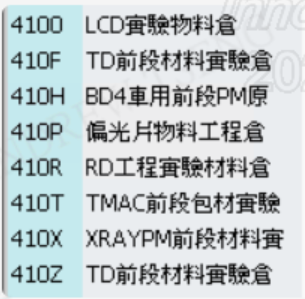 4100 LCD實驗物料倉
410F TD前段材料實驗倉
410H BD4車用前段PM原
410P 偏光片物料工程倉
410R RD工程實驗材料倉
410T TMAC前段包材實驗
410X XRAYPM前段材料實
410Z TD前段材料實驗倉